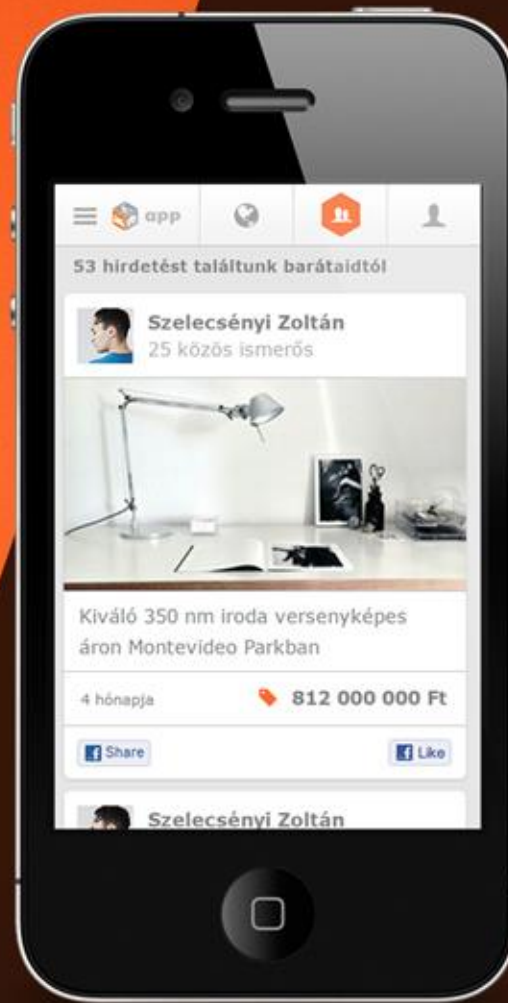 app
53 hirdetést találtunk barátaidtól
Szelecsényi Zoltán
25 közös ismerős
Kiváló 350 nm iroda versenyképes
áron Montevideo Parkban
4 hónapja 812 000 000 Ft
Share Like
Szelecsényi Zoltán